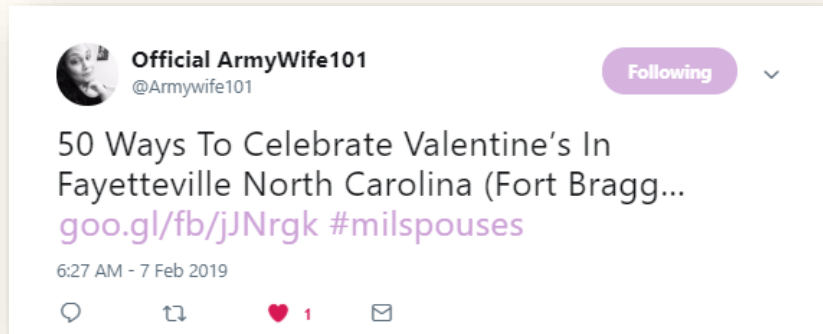 Official ArmyWife101
@Armywife101
Following
50 Ways To Celebrate Valentine's In
Fayetteville North Carolina (Fort Bragg...
goo.gl/fb/jJNrgk #milspouses
6:27 AM - 7 Feb 2019
1